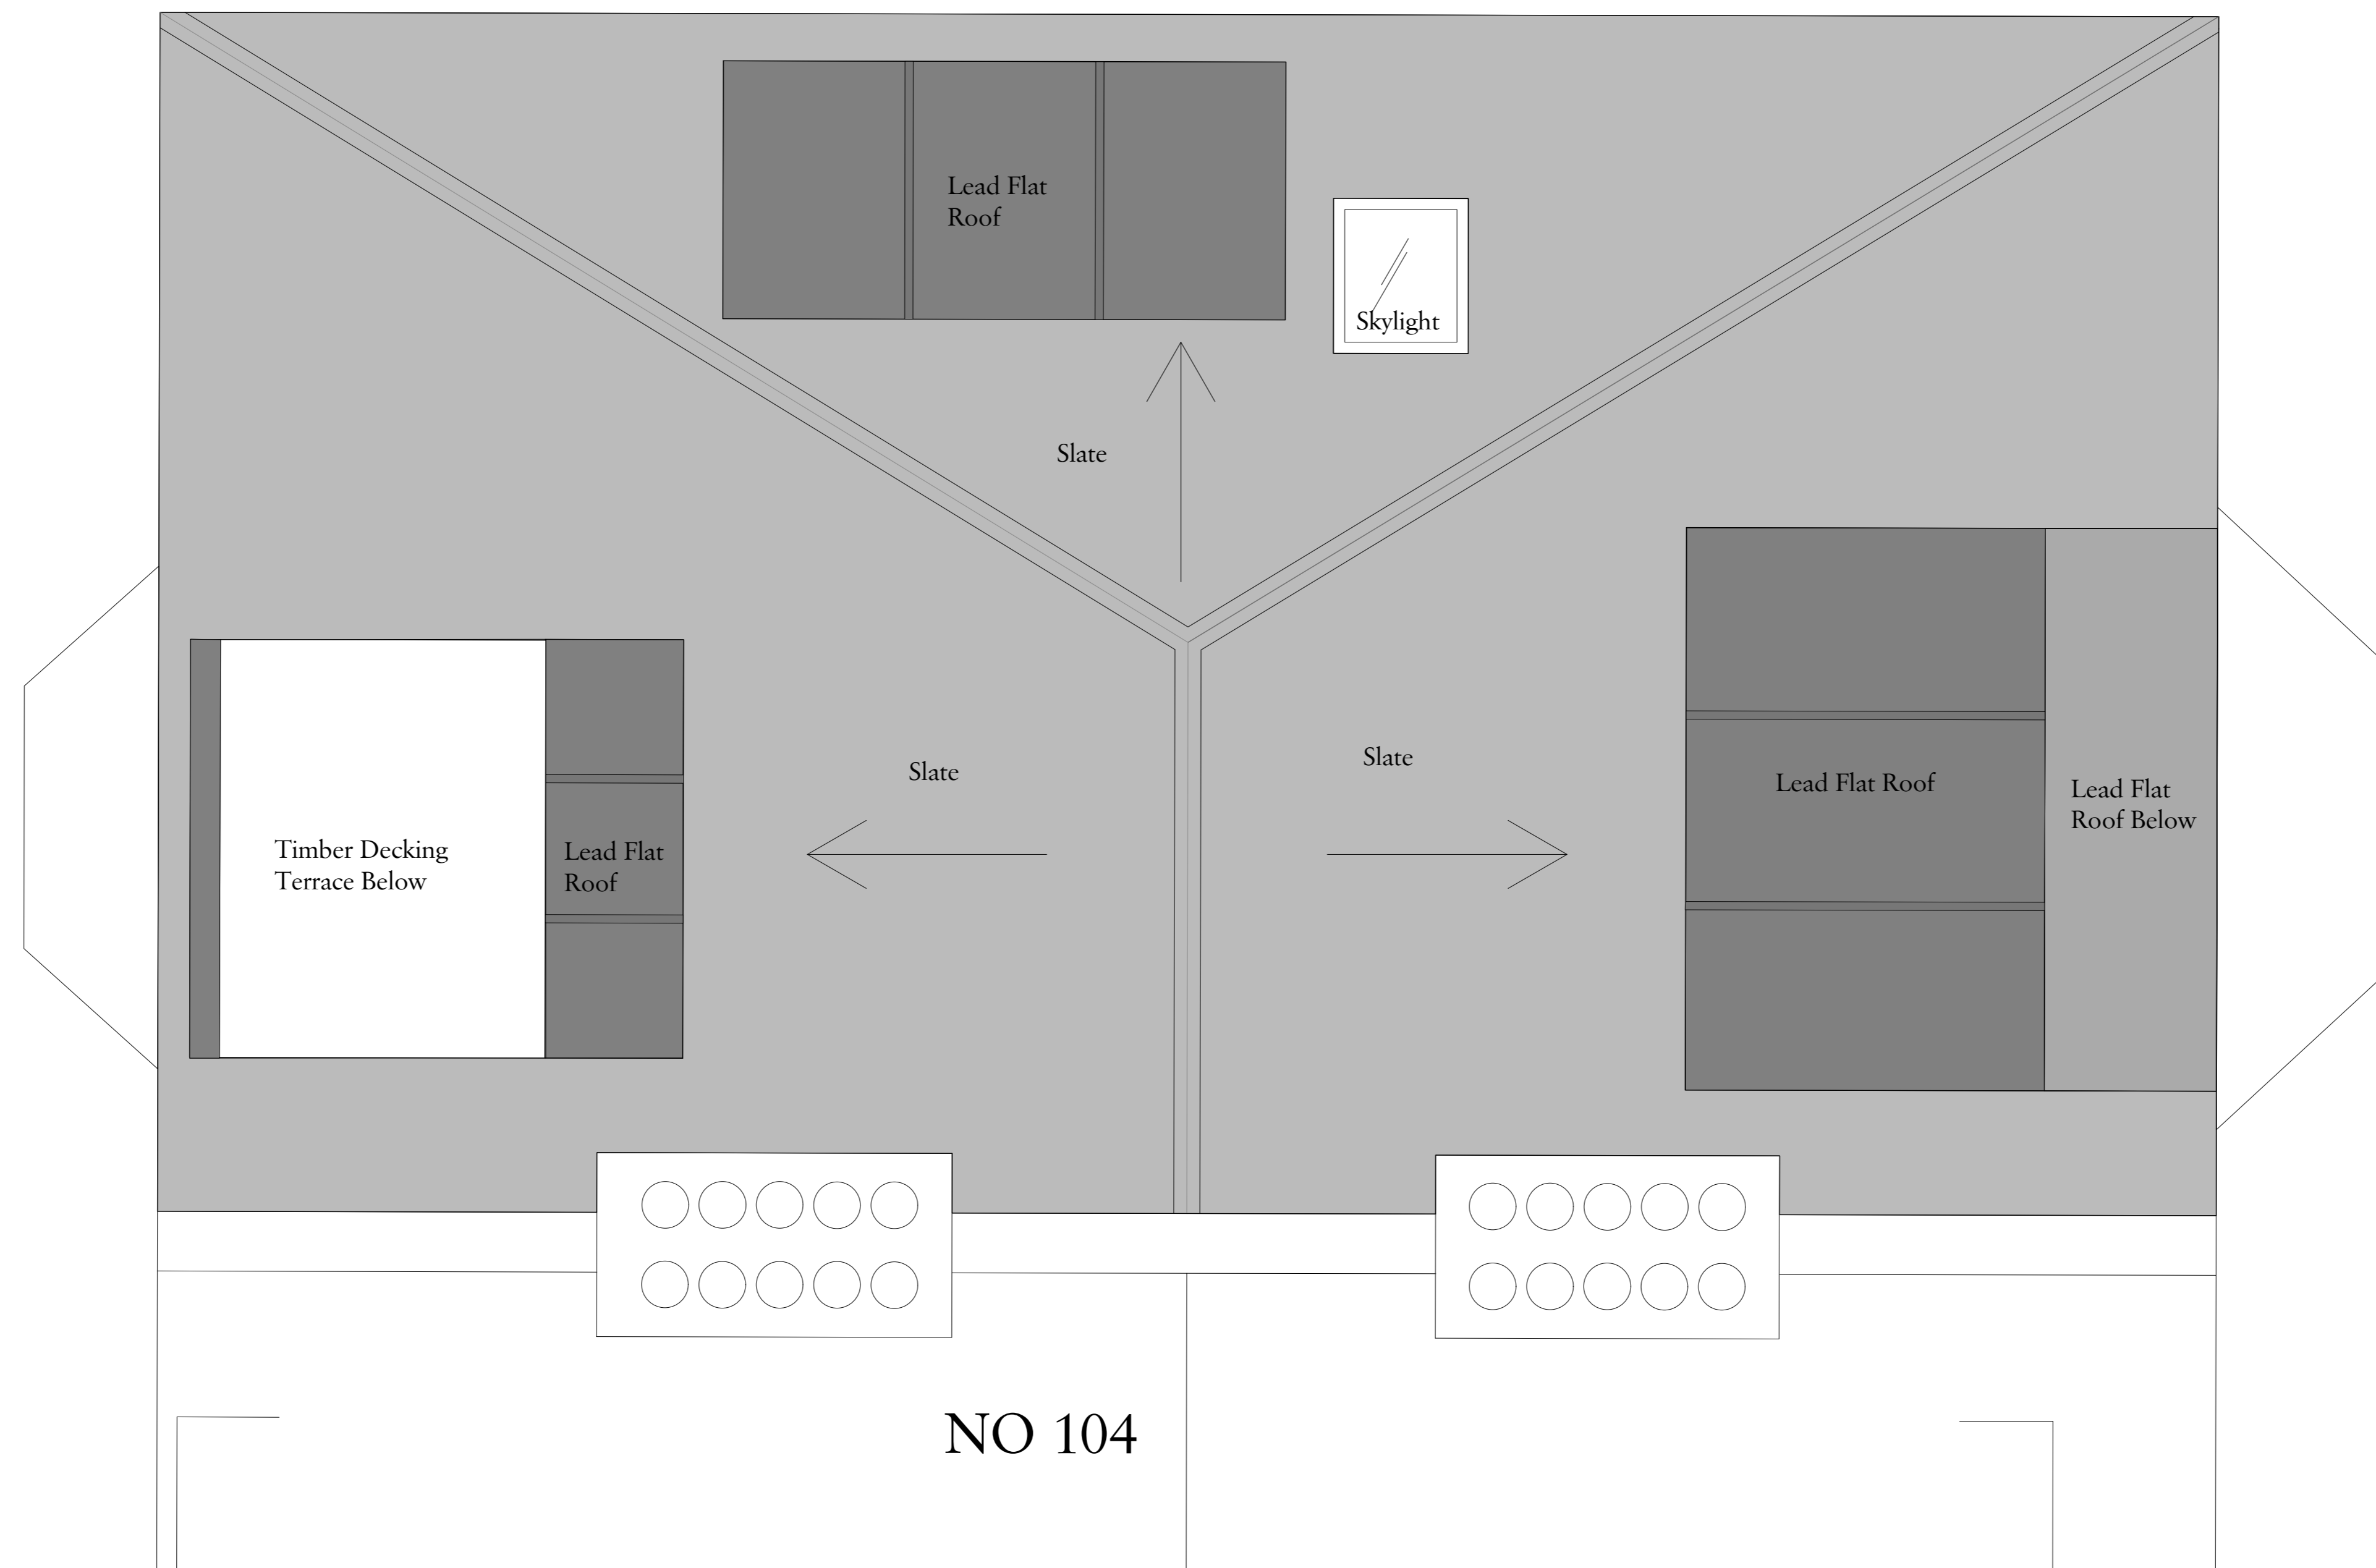 Lead Flat
Roof
Skylight
Slate
Slate
Slate
Lead Flat Roof
Lead Flat
Roof Below
Timber Decking
Terrace Below
Lead Flat
Roof
NO 104